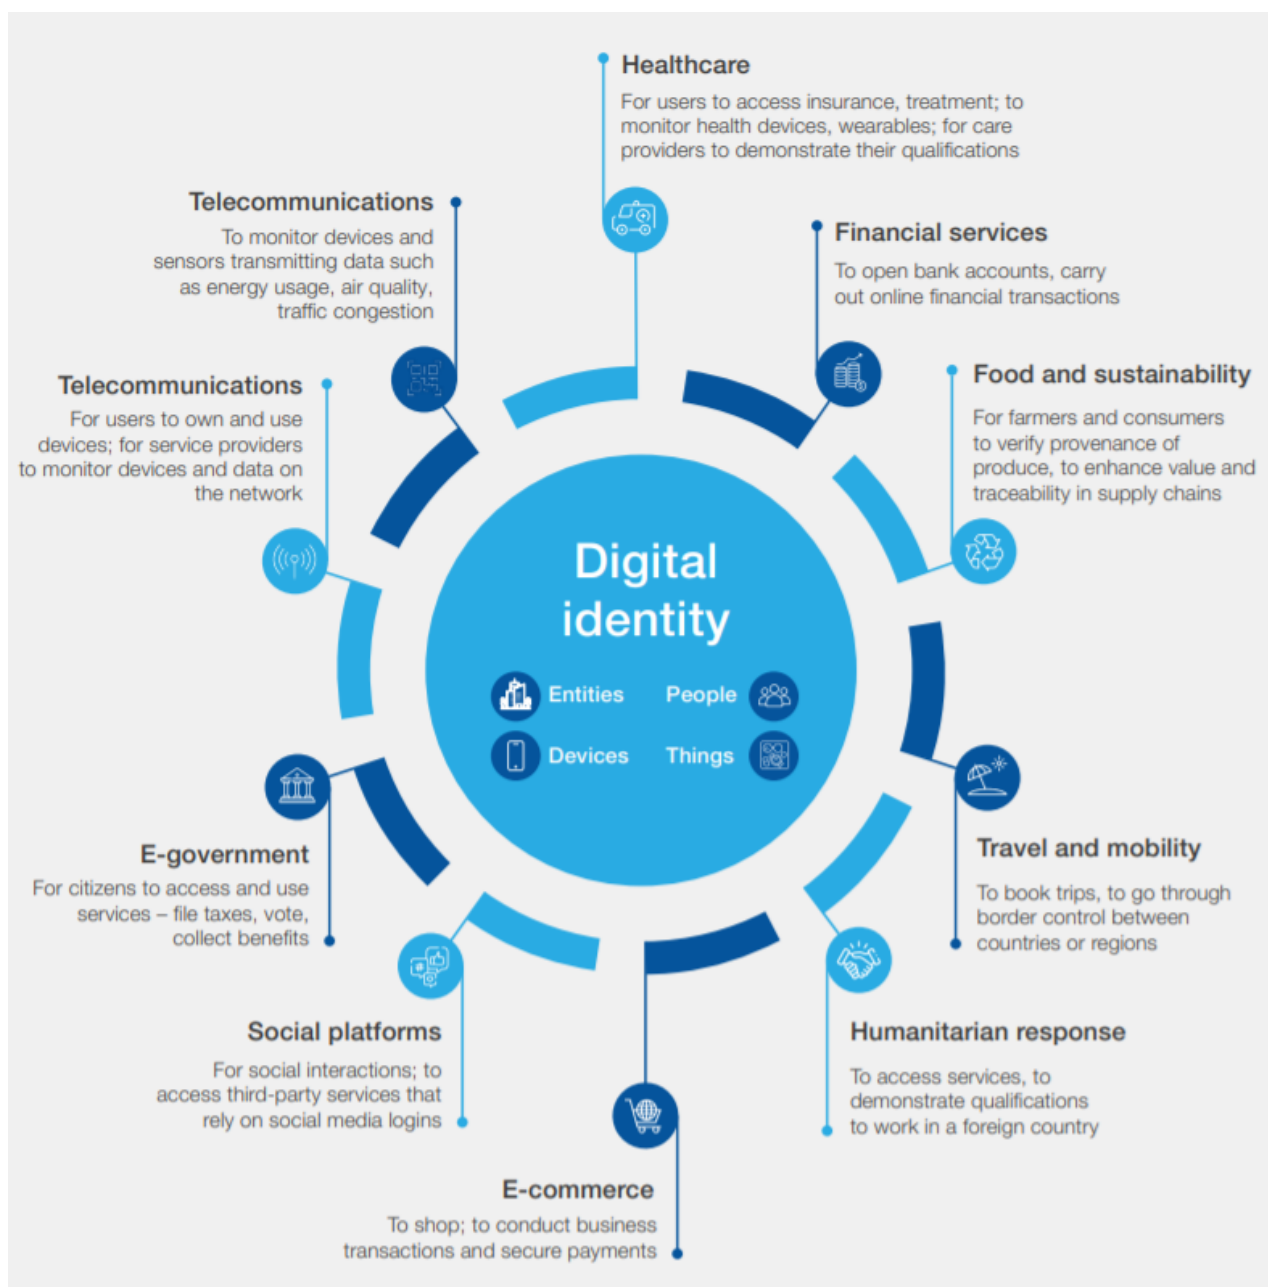 Healthcare
For users to access insurance, treatment; to
monitor health devices, wearables; for care
providers to demonstrate their qualifications
Telecommunications
To monitor devices and
sensors transmitting data such
as energy usage, air quality,
traffic congestion
Financial services
To open bank accounts, carry
out online financial transactions
Telecommunications
For users to own and use
devices; for service providers
to monitor devices and data on
the network
Food and sustainability
For farmers and consumers
to verify provenance of
produce, to enhance value and
traceability in supply chains
Digital
identity
Entities
People
Devices
Things
E-government
For citizens to access and use
services – file taxes, vote,
collect benefits
Travel and mobility
To book trips, to go through
border control between
countries or regions
Social platforms
For social interactions; to
access third-party services that
rely on social media logins
Humanitarian response
To access services, to
demonstrate qualifications
to work in a foreign country
E-commerce
To shop; to conduct business
transactions and secure payments